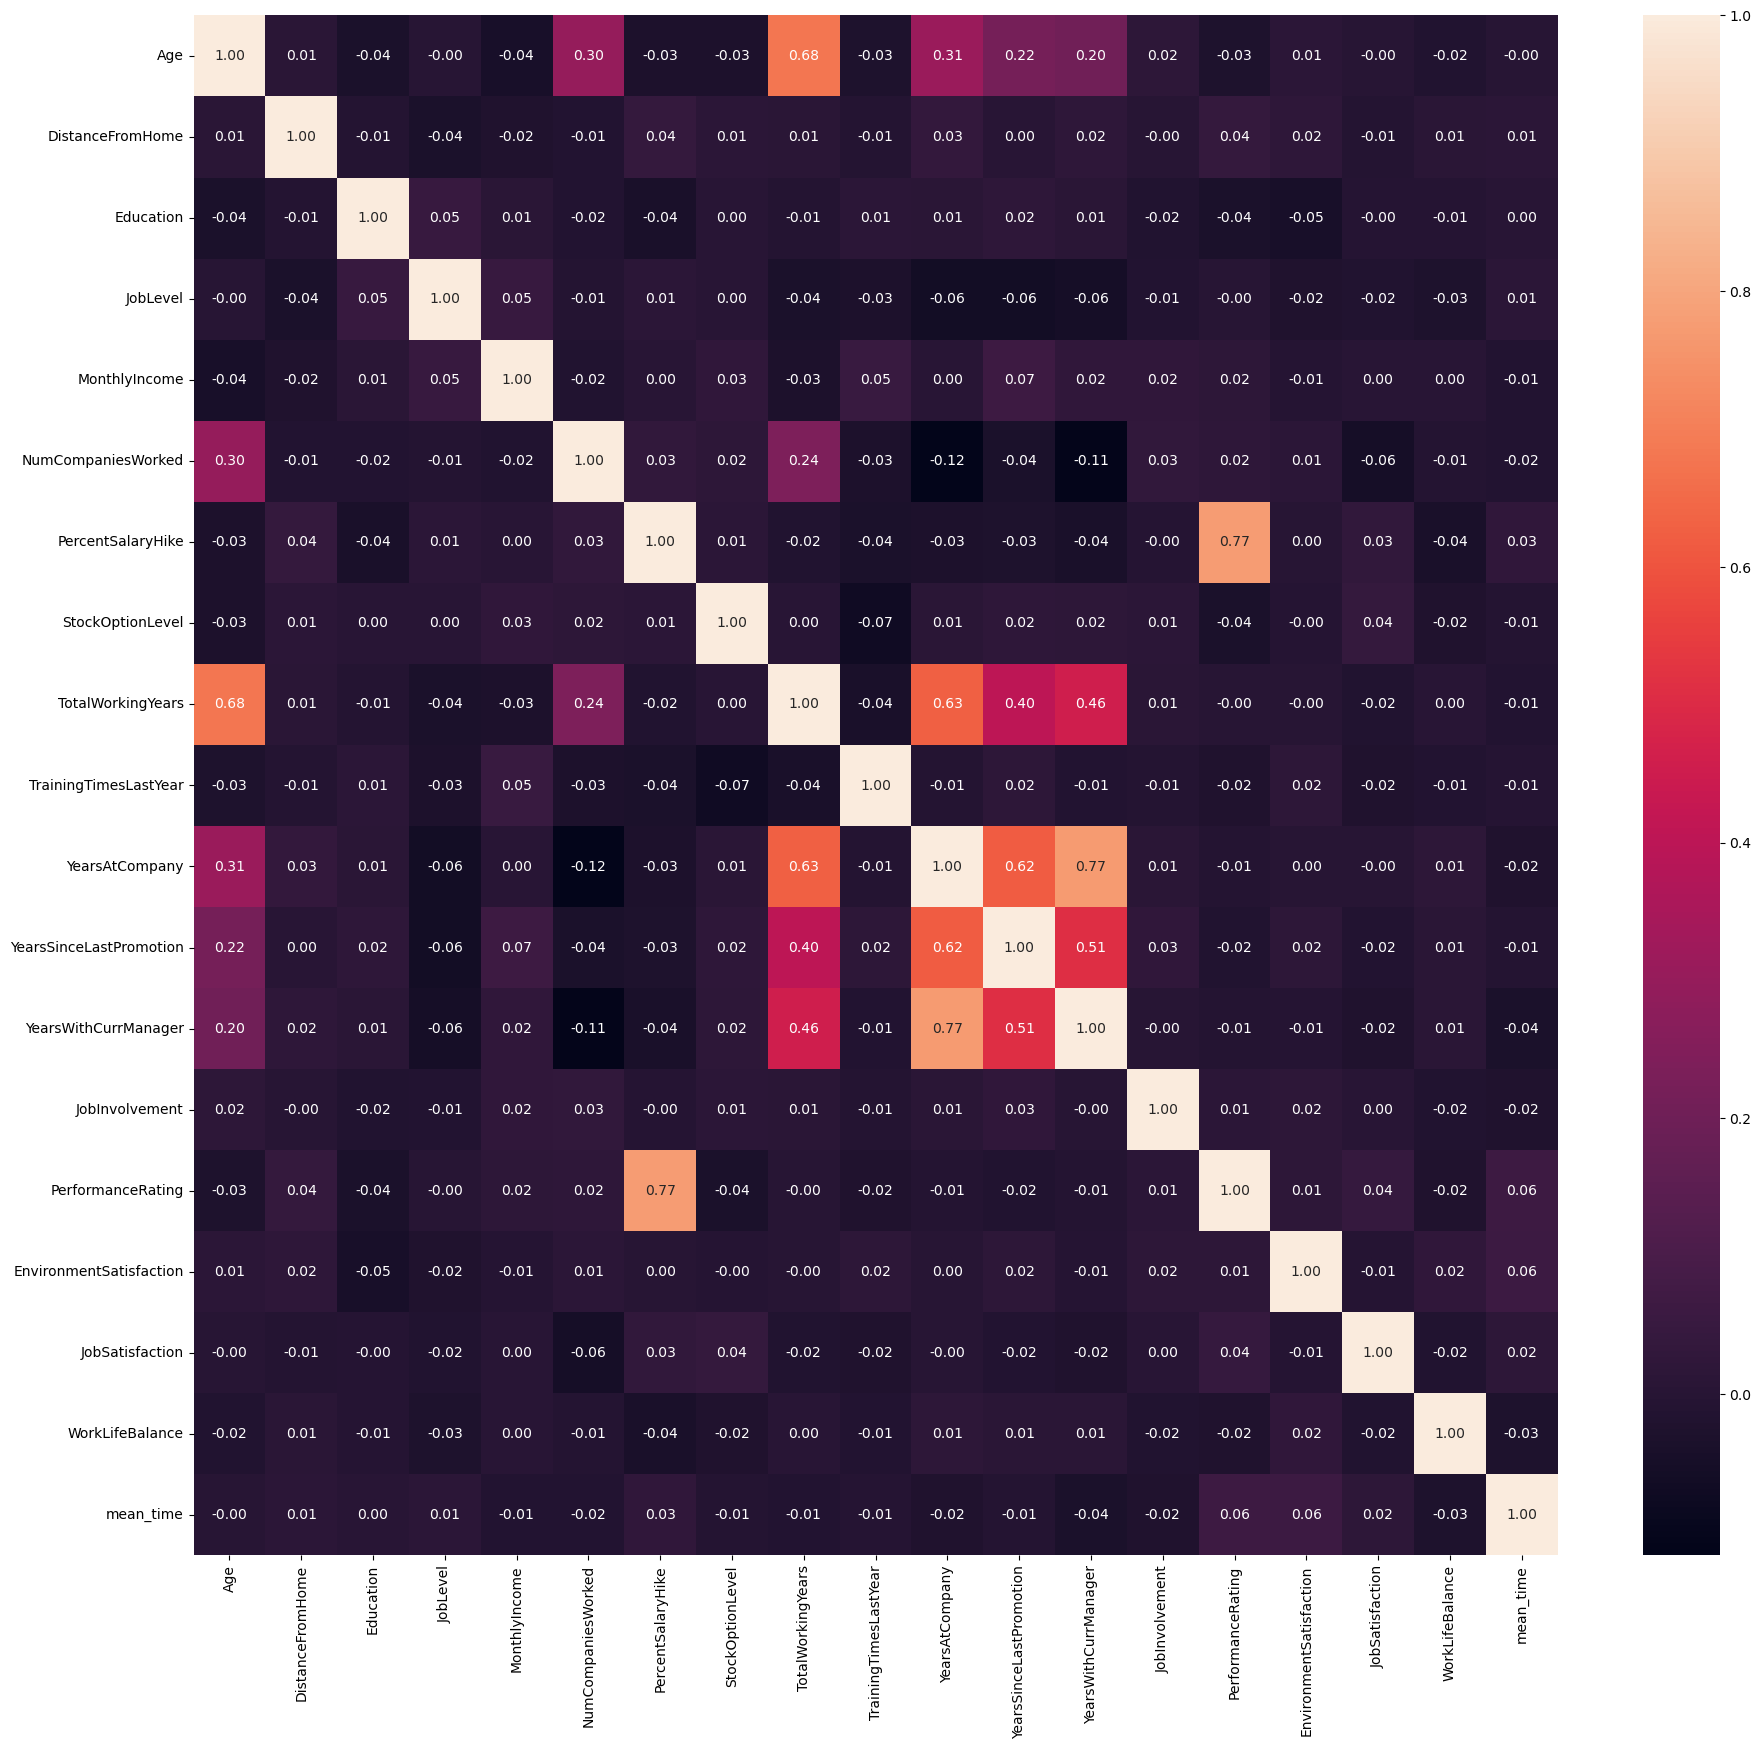 Age 1.00 0.01 -0.04 -0.00 -0.04 0.30 -0.03 -0.03 0.68 -0.03 0.31 0.22 0.20 0.02 -0.03 0.01 -0.00 -0.02 -0.00
DistanceFromHome 0.01 1.00 -0.01 -0.04 -0.02 -0.01 0.04 0.01 0.01 -0.01 0.03 0.00 0.02 -0.00 0.04 0.02 -0.01 0.01 0.01
Education -0.04 -0.01 1.00 0.05 0.01 -0.02 -0.04 0.00 -0.01 0.01 0.01 0.02 0.01 -0.02 -0.04 -0.05 -0.00 -0.01 0.00
JobLevel -0.00 -0.04 0.05 1.00 0.05 -0.01 0.01 0.00 -0.04 -0.03 -0.06 -0.06 -0.06 -0.01 -0.00 -0.02 -0.02 -0.03 0.01
MonthlyIncome -0.04 -0.02 0.01 0.05 1.00 -0.02 0.00 0.03 -0.03 0.05 0.00 0.07 0.02 0.02 0.02 -0.01 0.00 0.00 -0.01
NumCompaniesWorked 0.30 -0.01 -0.02 -0.01 -0.02 1.00 0.03 0.02 0.24 -0.03 -0.12 -0.04 -0.11 0.03 0.02 0.01 -0.06 -0.01 -0.02
PercentSalaryHike -0.03 0.04 -0.04 0.01 0.00 0.03 1.00 0.01 -0.02 -0.04 -0.03 -0.03 -0.04 -0.00 0.77 0.00 0.03 -0.04 0.03
StockOptionLevel -0.03 0.01 0.00 0.00 0.03 0.02 0.01 1.00 0.00 -0.07 0.01 0.02 0.02 0.01 -0.04 -0.00 0.04 -0.02 -0.01
TotalWorkingYears 0.68 0.01 -0.01 -0.04 -0.03 0.24 -0.02 0.00 1.00 -0.04 0.63 0.40 0.46 0.01 -0.00 -0.00 -0.02 0.00 -0.01
TrainingTimesLastYear -0.03 -0.01 0.01 -0.03 0.05 -0.03 -0.04 -0.07 -0.04 1.00 -0.01 0.02 -0.01 -0.01 -0.02 0.02 -0.02 -0.01 -0.01
YearsAtCompany 0.31 0.03 0.01 -0.06 0.00 -0.12 -0.03 0.01 0.63 -0.01 1.00 0.62 0.77 0.01 -0.01 0.00 -0.00 0.01 -0.02
YearsSinceLastPromotion 0.22 0.00 0.02 -0.06 0.07 -0.04 -0.03 0.02 0.40 0.02 0.62 1.00 0.51 0.03 -0.02 0.02 -0.02 0.01 -0.01
YearsWithCurrManager 0.20 0.02 0.01 -0.06 0.02 -0.11 -0.04 0.02 0.46 -0.01 0.77 0.51 1.00 -0.00 -0.01 -0.01 -0.02 0.01 -0.04
JobInvolvement 0.02 -0.00 -0.02 -0.01 0.02 0.03 -0.00 0.01 0.01 -0.01 0.01 0.03 -0.00 1.00 0.01 0.02 0.00 -0.02 -0.02
PerformanceRating -0.03 0.04 -0.04 -0.00 0.02 0.02 0.77 -0.04 -0.00 -0.02 -0.01 -0.02 -0.01 0.01 1.00 0.01 0.04 -0.02 0.06
EnvironmentSatisfaction 0.01 0.02 -0.05 -0.02 -0.01 0.01 0.00 -0.00 -0.00 0.02 0.00 0.02 -0.01 0.02 0.01 1.00 -0.01 0.02 0.06
JobSatisfaction -0.00 -0.01 -0.00 -0.02 0.00 -0.06 0.03 0.04 -0.02 -0.02 -0.00 -0.02 -0.02 0.00 0.04 -0.01 1.00 -0.02 0.02
WorkLifeBalance -0.02 0.01 -0.01 -0.03 0.00 -0.01 -0.04 -0.02 0.00 -0.01 0.01 0.01 0.01 -0.02 -0.02 0.02 -0.02 1.00 -0.03
mean_time -0.00 0.01 0.00 0.01 -0.01 -0.02 0.03 -0.01 -0.01 -0.01 -0.02 -0.01 -0.04 -0.02 0.06 0.06 0.02 -0.03 1.00
Age
DistanceFromHome
Education
JobLevel
MonthlyIncome
NumCompaniesWorked
PercentSalaryHike
StockOptionLevel
TotalWorkingYears
TrainingTimesLastYear
YearsAtCompany
YearsSinceLastPromotion
YearsWithCurrManager
JobInvolvement
PerformanceRating
EnvironmentSatisfaction
JobSatisfaction
WorkLifeBalance
mean_time
1.0
0.8
0.6
0.4
0.2
0.0